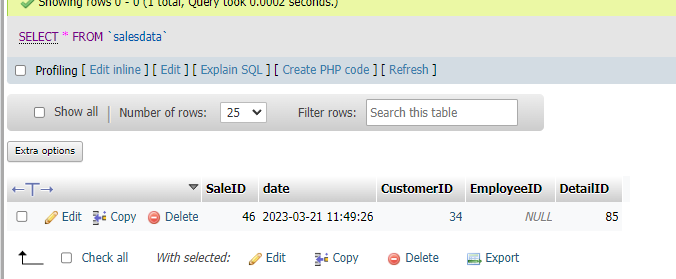 Showing rows 0 - 0 (1 total, Query took 0.0002 seconds.)
SELECT * FROM `salesdata`
Profiling [ Edit inline ] [ Edit ] [ Explain SQL ] [ Create PHP code ] [ Refresh ]
Show all | Number of rows: 25 Filter rows: Search this table
Extra options
SaleID date CustomerID EmployeeID DetailID
Edit Copy Delete 46 2023-03-21 11:49:26 34 NULL 85
Check all With selected: Edit Copy Delete Export